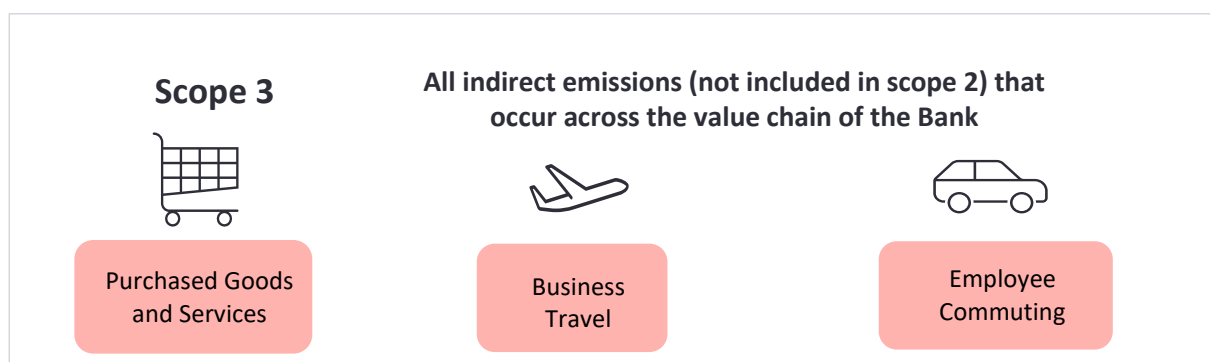 Scope 3
All indirect emissions (not included in scope 2) that
occur across the value chain of the Bank
Purchased Goods
and Services
Business
Travel
Employee
Commuting